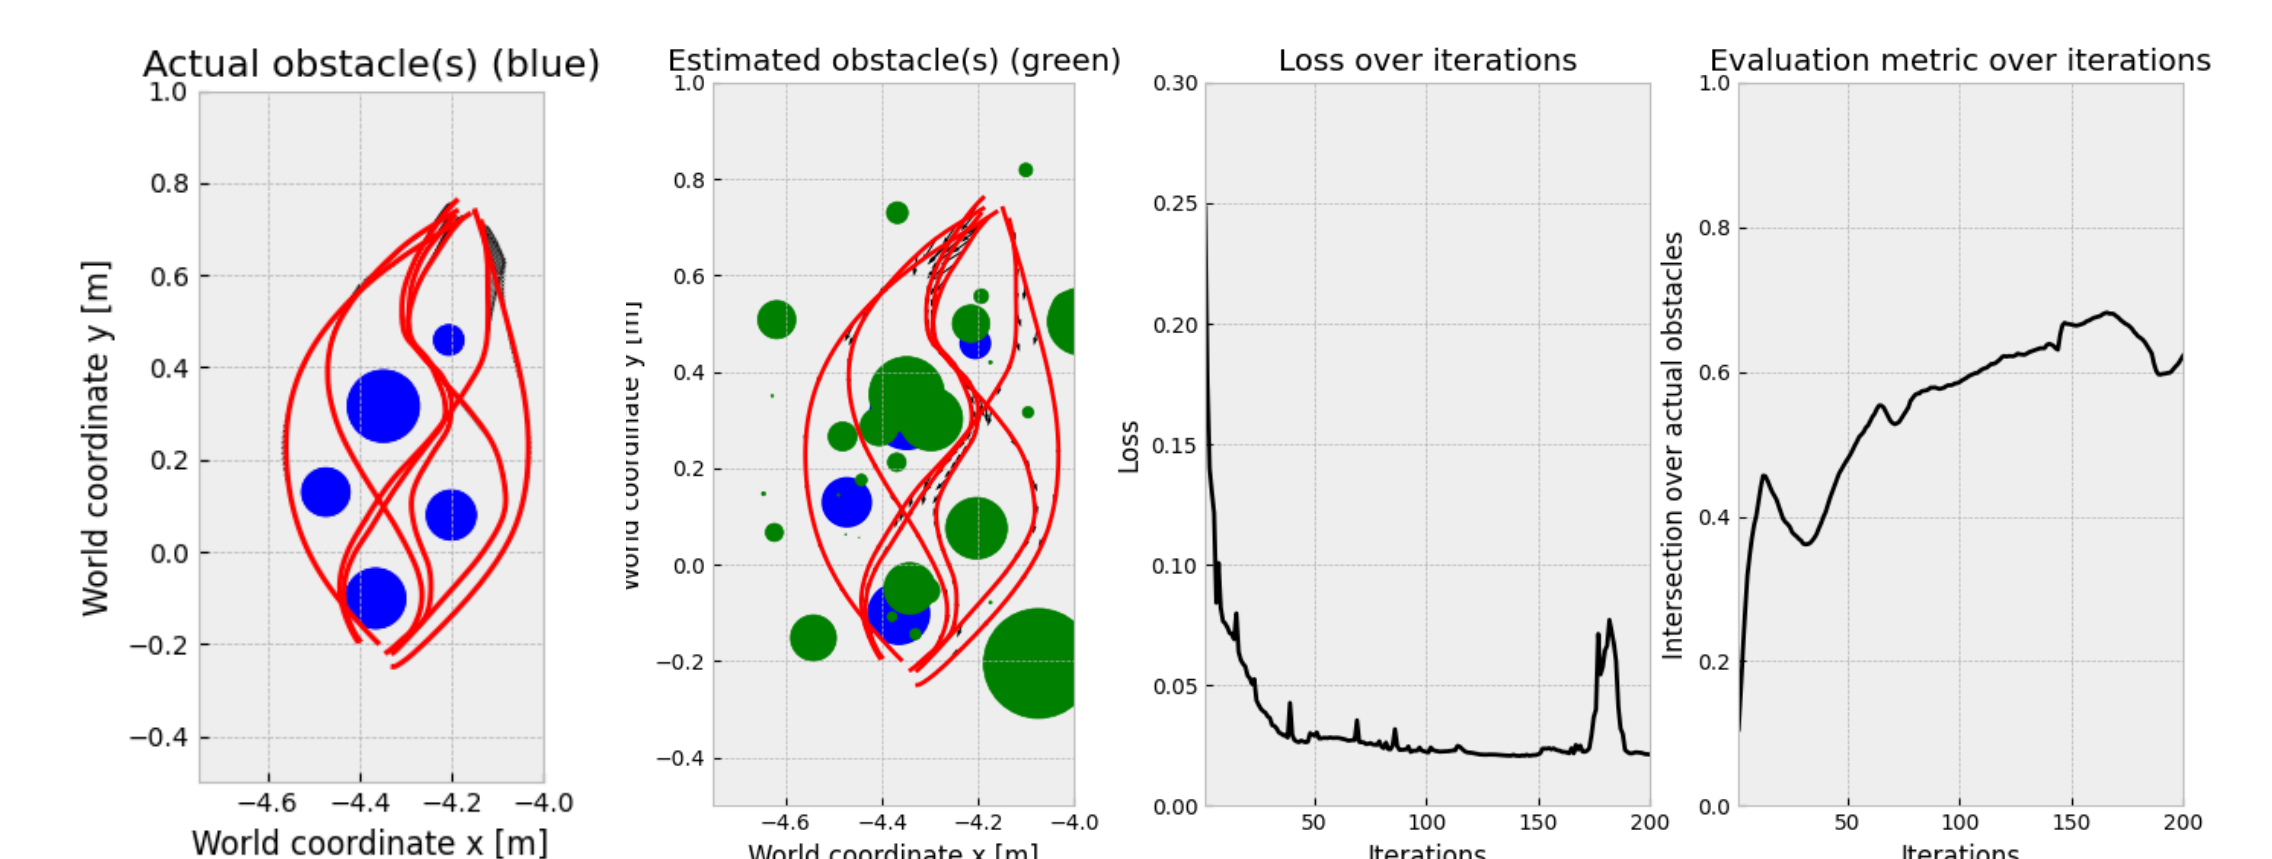 Actual obstacle(s) (blue)
World coordinate y [m]
1.0
0.8
0.6
0.4
0.2
0.0
−0.2
−0.4
−4.6 −4.4 −4.2 −4.0
World coordinate x [m]
Estimated obstacle(s) (green)
World coordinate y [m]
1.0
0.8
0.6
0.4
0.2
0.0
−0.2
−0.4
−4.6 −4.4 −4.2 −4.0
World coordinate x [m]
Loss over iterations
Loss
0.30
0.25
0.20
0.15
0.10
0.05
0.00
50 100 150 200
Iterations
Evaluation metric over iterations
Intersection over actual obstacles
1.0
0.8
0.6
0.4
0.2
0.0
50 100 150 200
Iterations